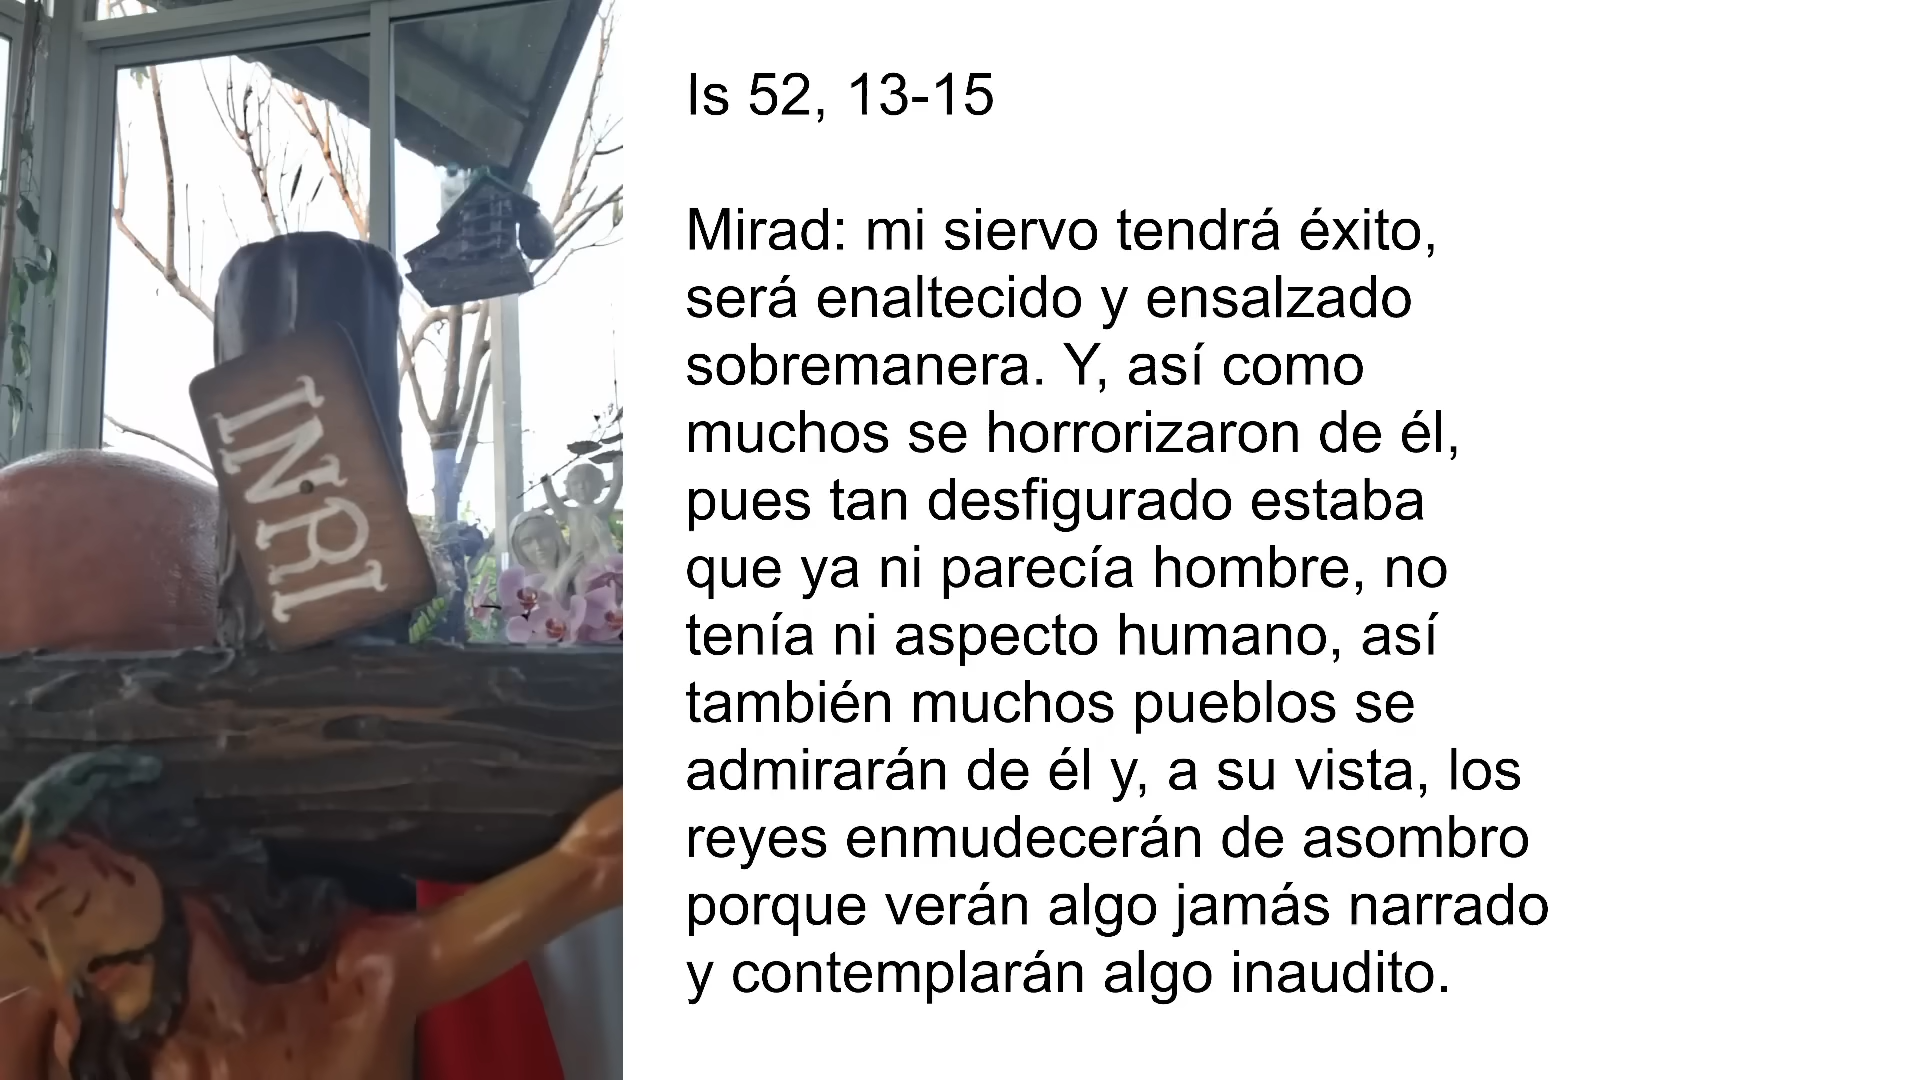 INRI
Is 52, 13-15
Mirad: mi siervo tendrá éxito,
será enaltecido y ensalzado
sobremanera. Y, así como
muchos se horrorizaron de él,
pues tan desfigurado estaba
que ya ni parecía hombre, no
tenía ni aspecto humano, así
también muchos pueblos se
admirarán de él y, a su vista, los
reyes enmudecerán de asombro
porque verán algo jamás narrado
y contemplarán algo inaudito.